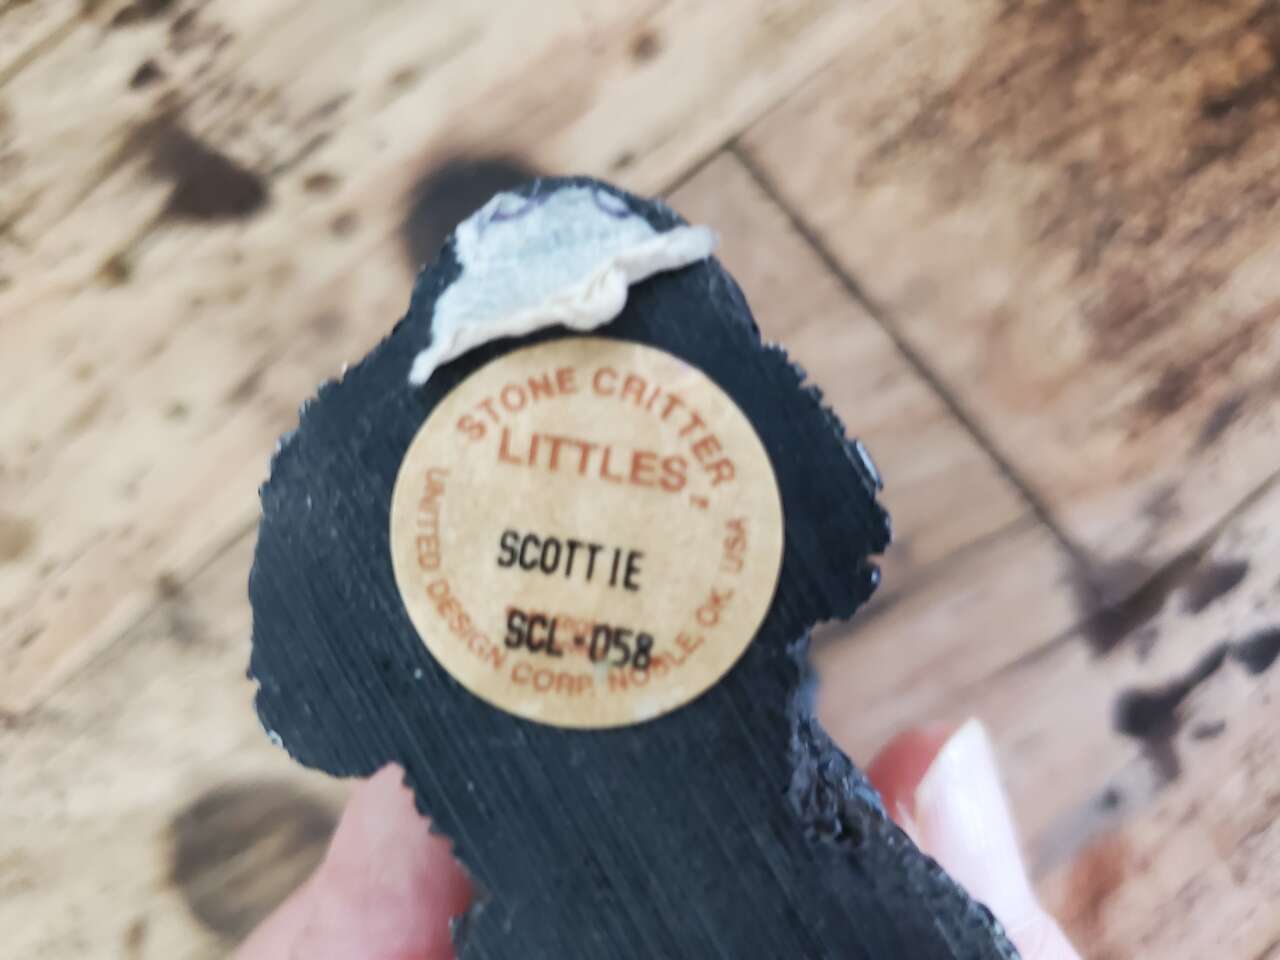 STONE CRITTER
LITTLES,
SCOTTIE
SCL-058
UNITED DESIGN CORP. NOBLE, OK. USA